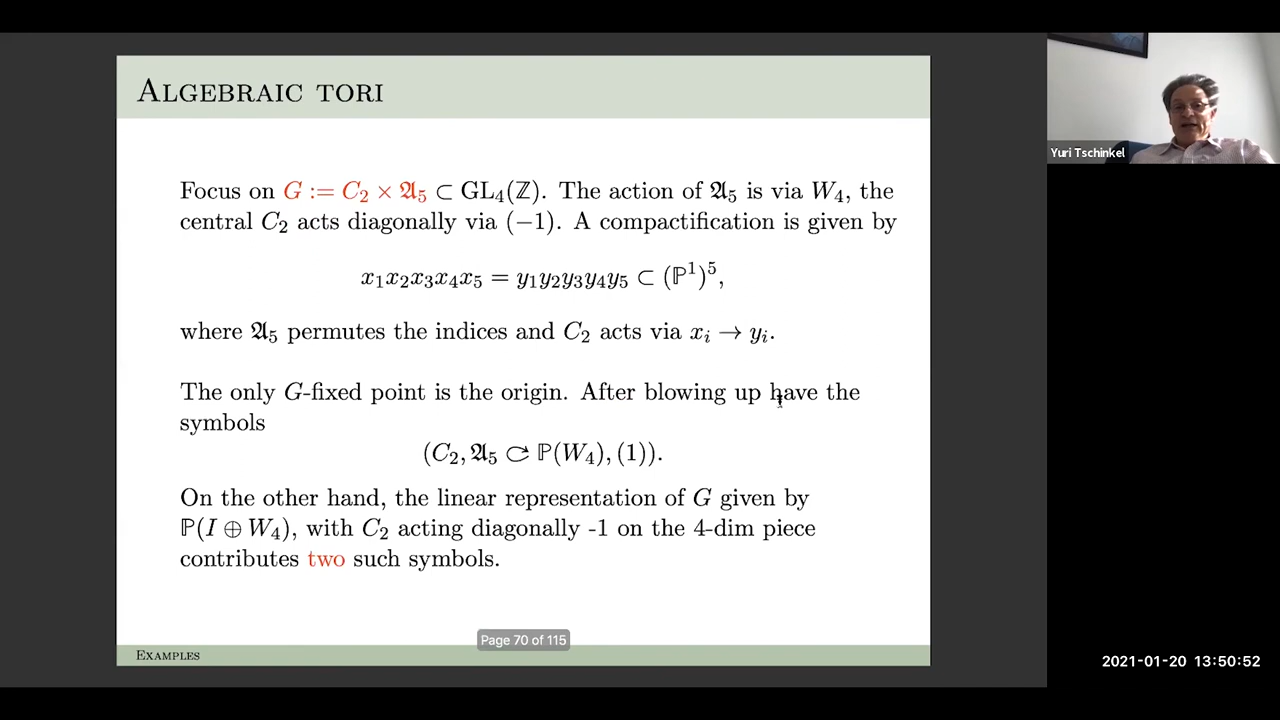 ALGEBRAIC TORI
Focus on G := C₂ × 𝔄₅ ⊂ GL₄(ℤ). The action of 𝔄₅ is via W₄, the
central C₂ acts diagonally via (−1). A compactification is given by
x₁x₂x₃x₄x₅ = y₁y₂y₃y₄y₅ ⊂ (ℙ¹)⁵,
where 𝔄₅ permutes the indices and C₂ acts via xᵢ → yᵢ.
The only G-fixed point is the origin. After blowing up have the
symbols
(C₂, 𝔄₅ ⟳ ℙ(W₄), (1)).
On the other hand, the linear representation of G given by
ℙ(I ⊕ W₄), with C₂ acting diagonally -1 on the 4-dim piece
contributes two such symbols.
Page 70 of 115
EXAMPLES
Yuri Tschinkel
2021-01-20 13:50:52